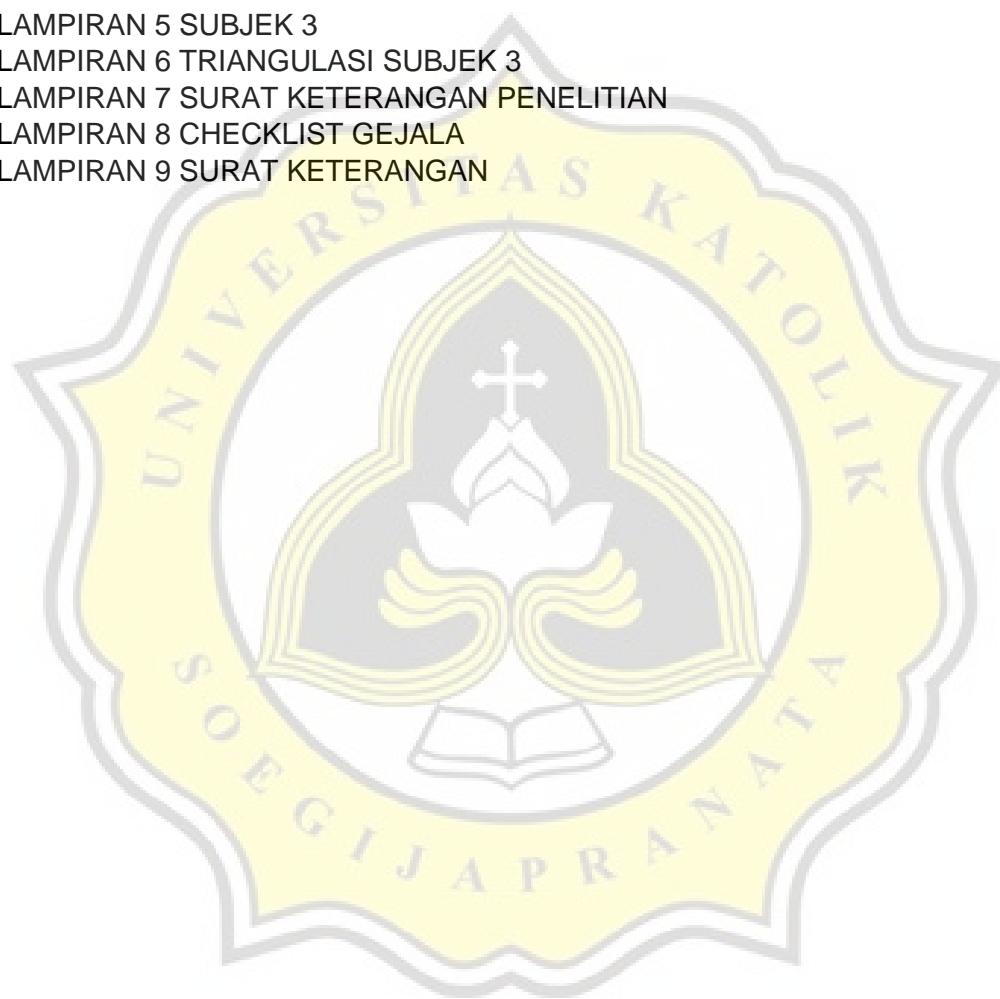 LAMPIRAN 5 SUBJEK 3
LAMPIRAN 6 TRIANGULASI SUBJEK 3
LAMPIRAN 7 SURAT KETERANGAN PENELITIAN
LAMPIRAN 8 CHECKLIST GEJALA
LAMPIRAN 9 SURAT KETERANGAN
UNIVERSITAS KATOLIK
SOEGIJAPRANATA